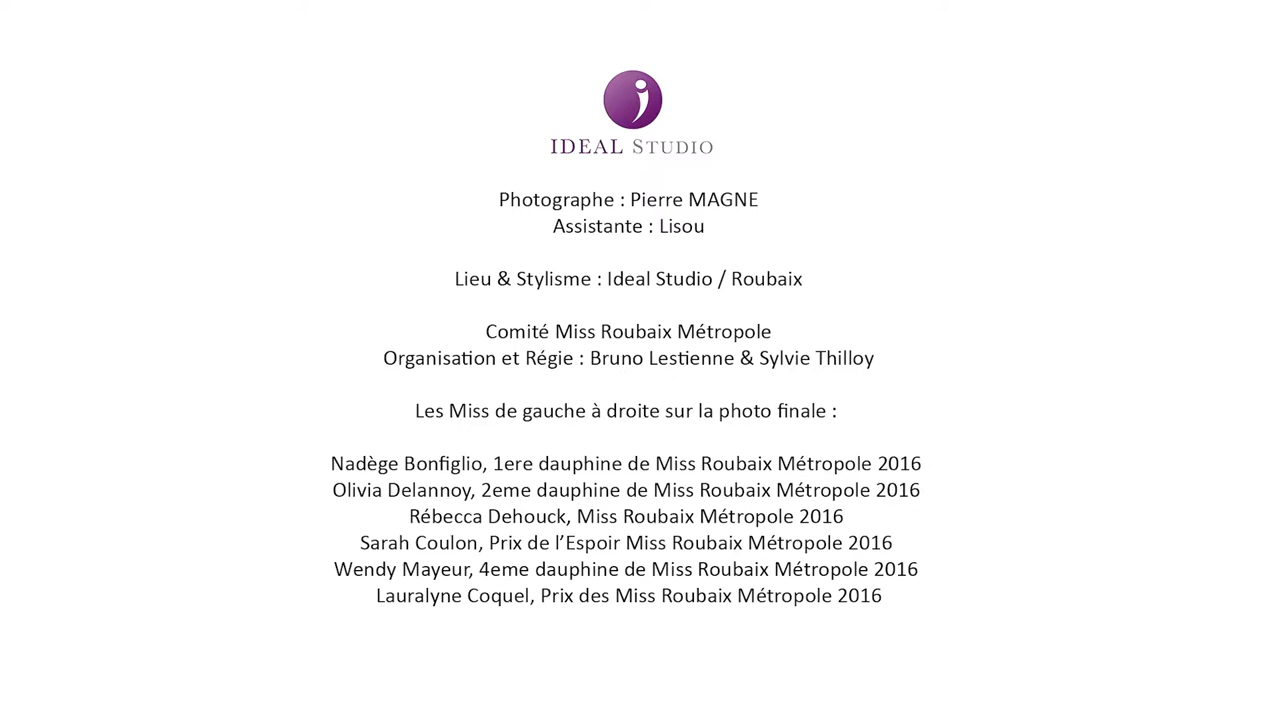 IDEAL STUDIO
Photographe : Pierre MAGNE
Assistante : Lisou
Lieu & Stylisme : Ideal Studio / Roubaix
Comité Miss Roubaix Métropole
Organisation et Régie : Bruno Lestienne & Sylvie Thilloy
Les Miss de gauche à droite sur la photo finale :
Nadège Bonfiglio, 1ere dauphine de Miss Roubaix Métropole 2016
Olivia Delannoy, 2eme dauphine de Miss Roubaix Métropole 2016
Rébecca Dehouck, Miss Roubaix Métropole 2016
Sarah Coulon, Prix de l’Espoir Miss Roubaix Métropole 2016
Wendy Mayeur, 4eme dauphine de Miss Roubaix Métropole 2016
Lauralyne Coquel, Prix des Miss Roubaix Métropole 2016